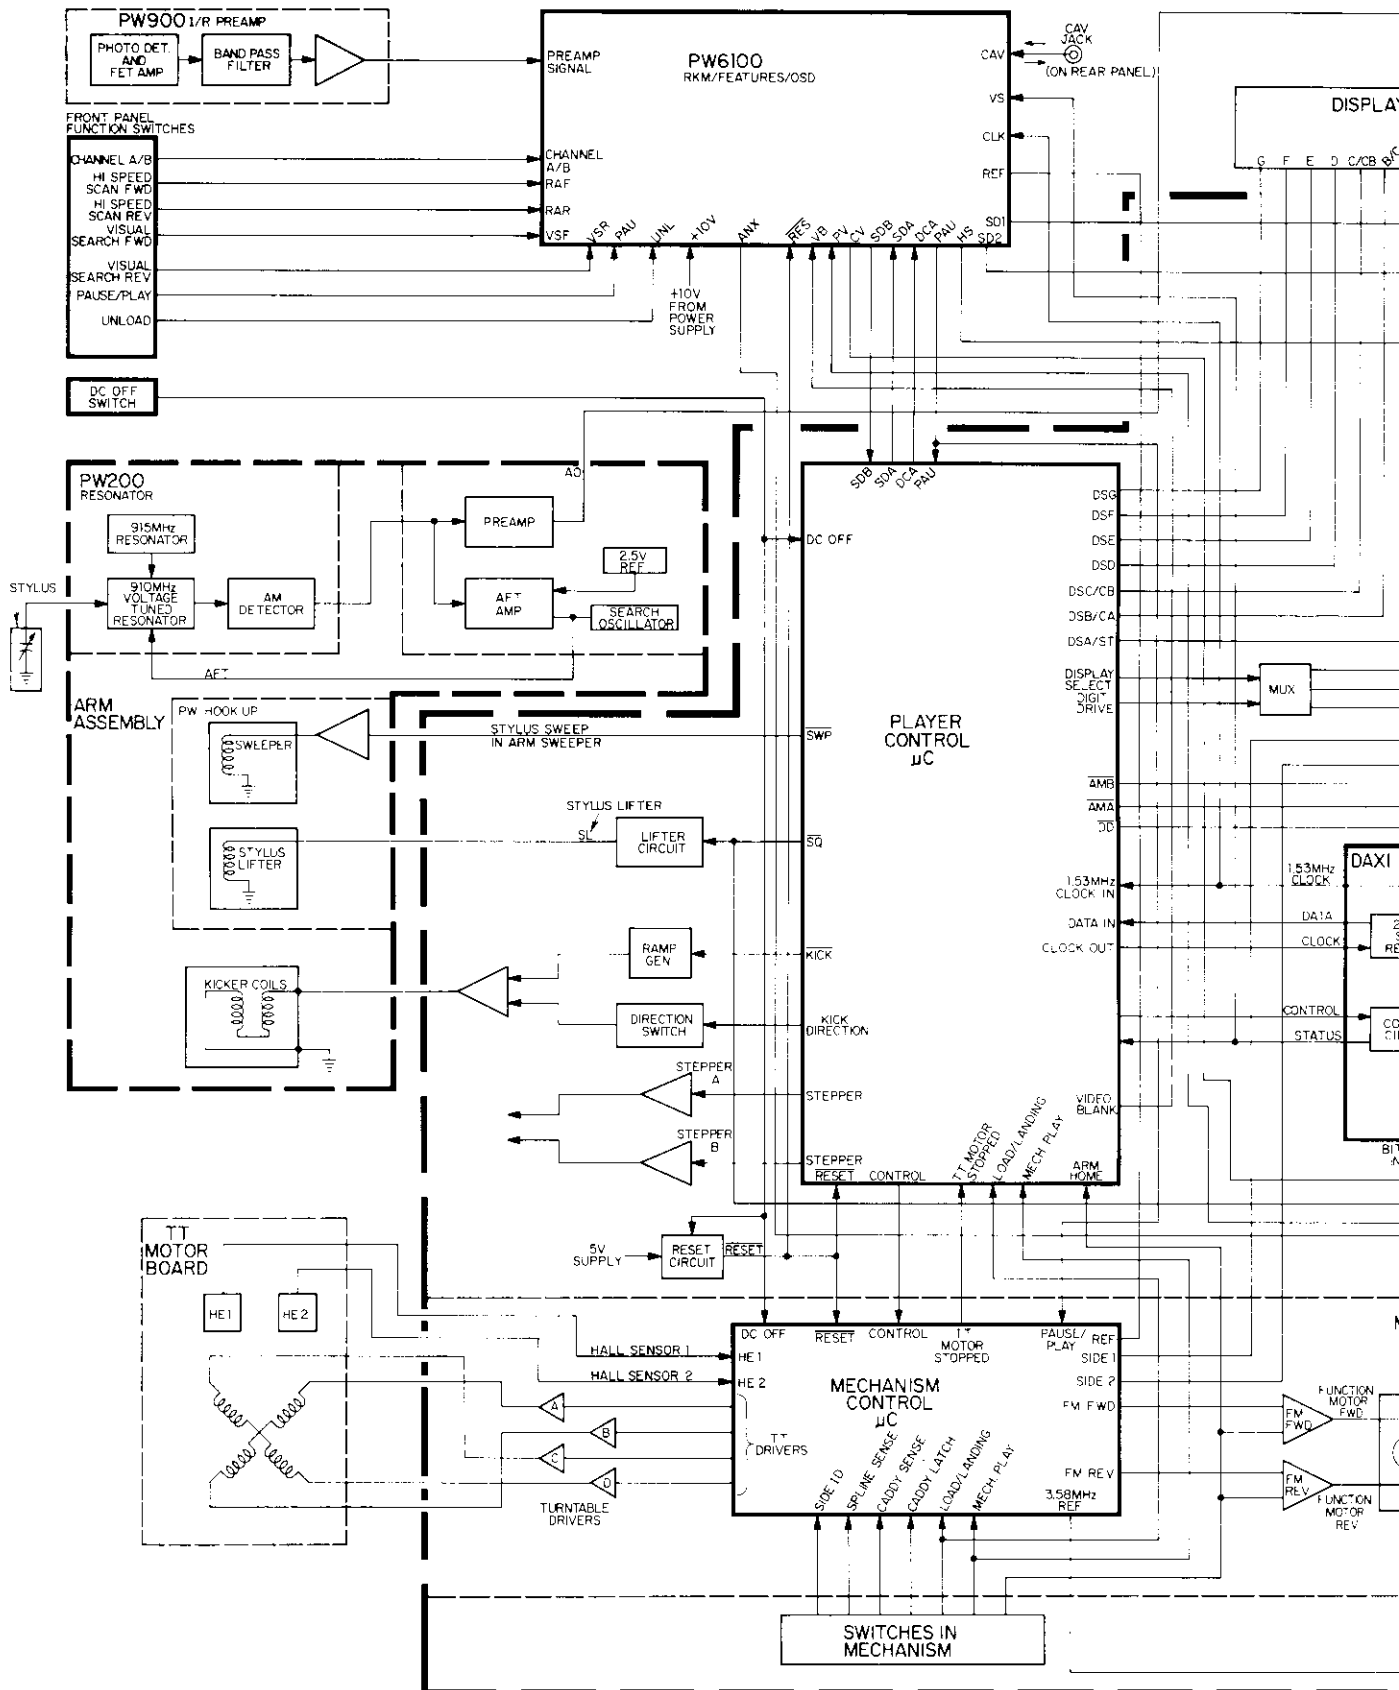 PW900 I/R PREAMP
PHOTO DET.
AND
FET AMP
BAND PASS
FILTER
PREAMP
SIGNAL
PW6100
RKM/FEATURES/OSD
CAV
CAV
JACK
(ON REAR PANEL)
VS
CLK
REF
SD1
SD2
DISPLAY
G F E D C/CB B/C
FRONT PANEL
FUNCTION SWITCHES
CHANNEL A/B
HI SPEED
SCAN FWD
HI SPEED
SCAN REV
VISUAL
SEARCH FWD
VISUAL
SEARCH REV
PAUSE/PLAY
UNLOAD
CHANNEL
A/B
RAF
RAR
VSF
VSR PAU UNL +10V ANX RES VB PV CV SDB SDA DCA PAU HS
+10V
FROM
POWER
SUPPLY
DC OFF
SWITCH
PW200
RESONATOR
915MHz
RESONATOR
910MHz
VOLTAGE
TUNED
RESONATOR
AM
DETECTOR
STYLUS
AO
PREAMP
2.5V
REF
AFT
AMP
SEARCH
OSCILLATOR
AFT
ARM
ASSEMBLY
PW HOOK UP
SWEEPER
STYLUS
LIFTER
KICKER COILS
STYLUS SWEEP
IN ARM SWEEPER
STYLUS LIFTER
SL
LIFTER
CIRCUIT
RAMP
GEN
DIRECTION
SWITCH
STEPPER
A
STEPPER
B
SDB SDA DCA PAU
DC OFF
SWP
SQ
KICK
KICK
DIRECTION
STEPPER
STEPPER
RESET
CONTROL
TT MOTOR
STOPPED
LOAD/LANDING
MECH. PLAY
ARM
HOME
PLAYER
CONTROL
µC
DSG
DSF
DSE
DSD
DSC/CB
DSB/CA
DSA/ST
DISPLAY
SELECT
DIGIT
DRIVE
MUX
AMB
AMA
DD
1.53MHz
CLOCK IN
DATA IN
CLOCK OUT
VIDEO
BLANK
1.53MHz
CLOCK
DATA
CLOCK
CONTROL
STATUS
DAXI
2
S
RE
CO
CI
BIT
TT
MOTOR
BOARD
HE1
HE2
5V
SUPPLY
RESET
CIRCUIT
RESET
HALL SENSOR 1
HALL SENSOR 2
A
B
C
D
TURNTABLE
DRIVERS
DC OFF
RESET
CONTROL
TT
MOTOR
STOPPED
PAUSE/
PLAY
REF
SIDE 1
SIDE 2
FM FWD
FM REV
3.58MHz
REF
HE1
HE2
TT
DRIVERS
MECHANISM
CONTROL
µC
SIDE ID
SPLINE SENSE
CADDY SENSE
CADDY LATCH
LOAD/LANDING
MECH. PLAY
FM
FWD
FUNCTION
MOTOR
FWD
FM
REV
FUNCTION
MOTOR
REV
SWITCHES IN
MECHANISM